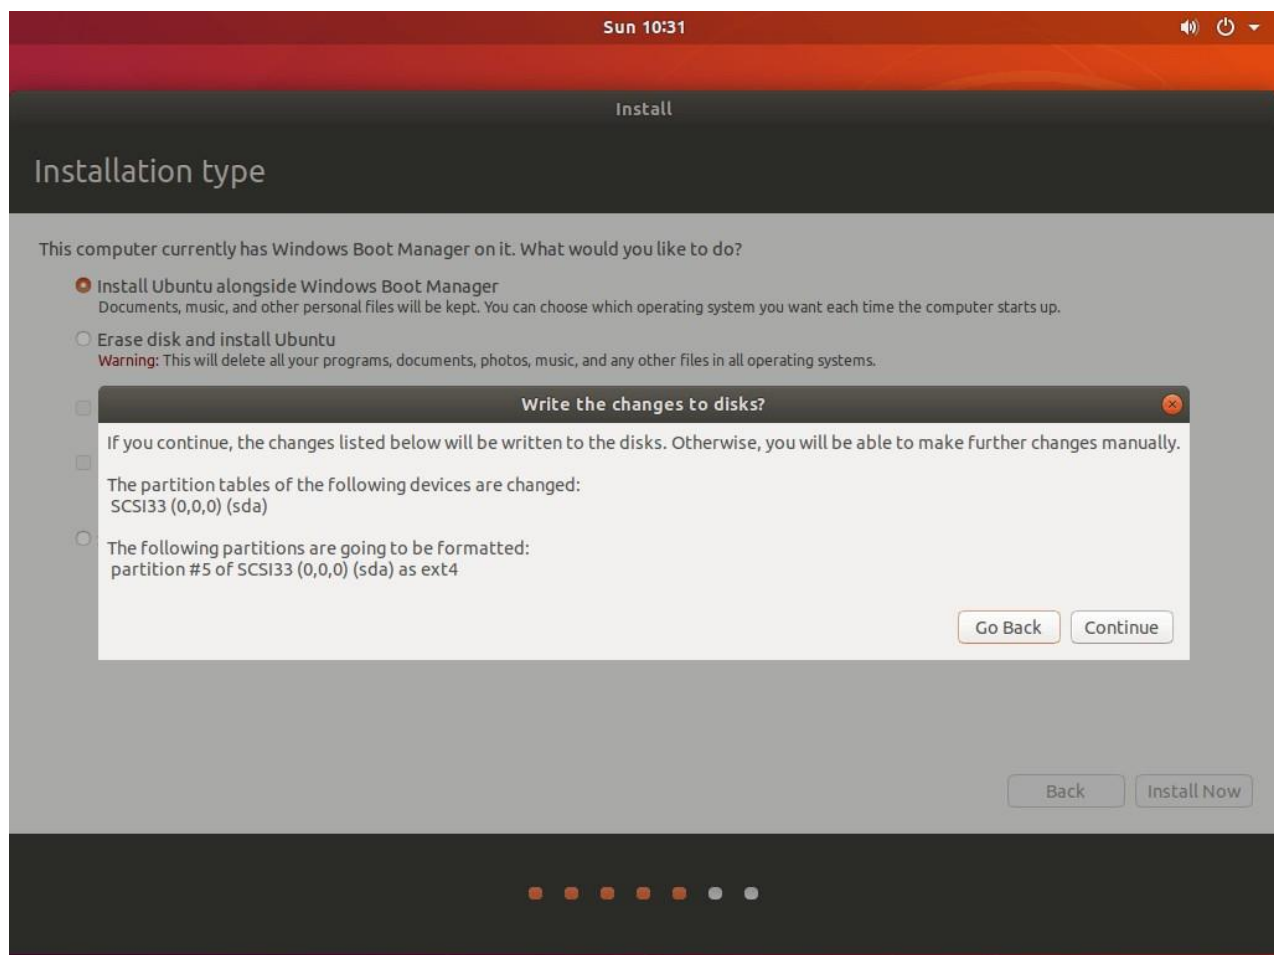 Sun 10:31
Install
Installation type
This computer currently has Windows Boot Manager on it. What would you like to do?
Install Ubuntu alongside Windows Boot Manager
Documents, music, and other personal files will be kept. You can choose which operating system you want each time the computer starts up.
Erase disk and install Ubuntu
Warning: This will delete all your programs, documents, photos, music, and any other files in all operating systems.
Write the changes to disks?
If you continue, the changes listed below will be written to the disks. Otherwise, you will be able to make further changes manually.
The partition tables of the following devices are changed:
SCSI33 (0,0,0) (sda)
The following partitions are going to be formatted:
partition #5 of SCSI33 (0,0,0) (sda) as ext4
Go Back
Continue
Back
Install Now